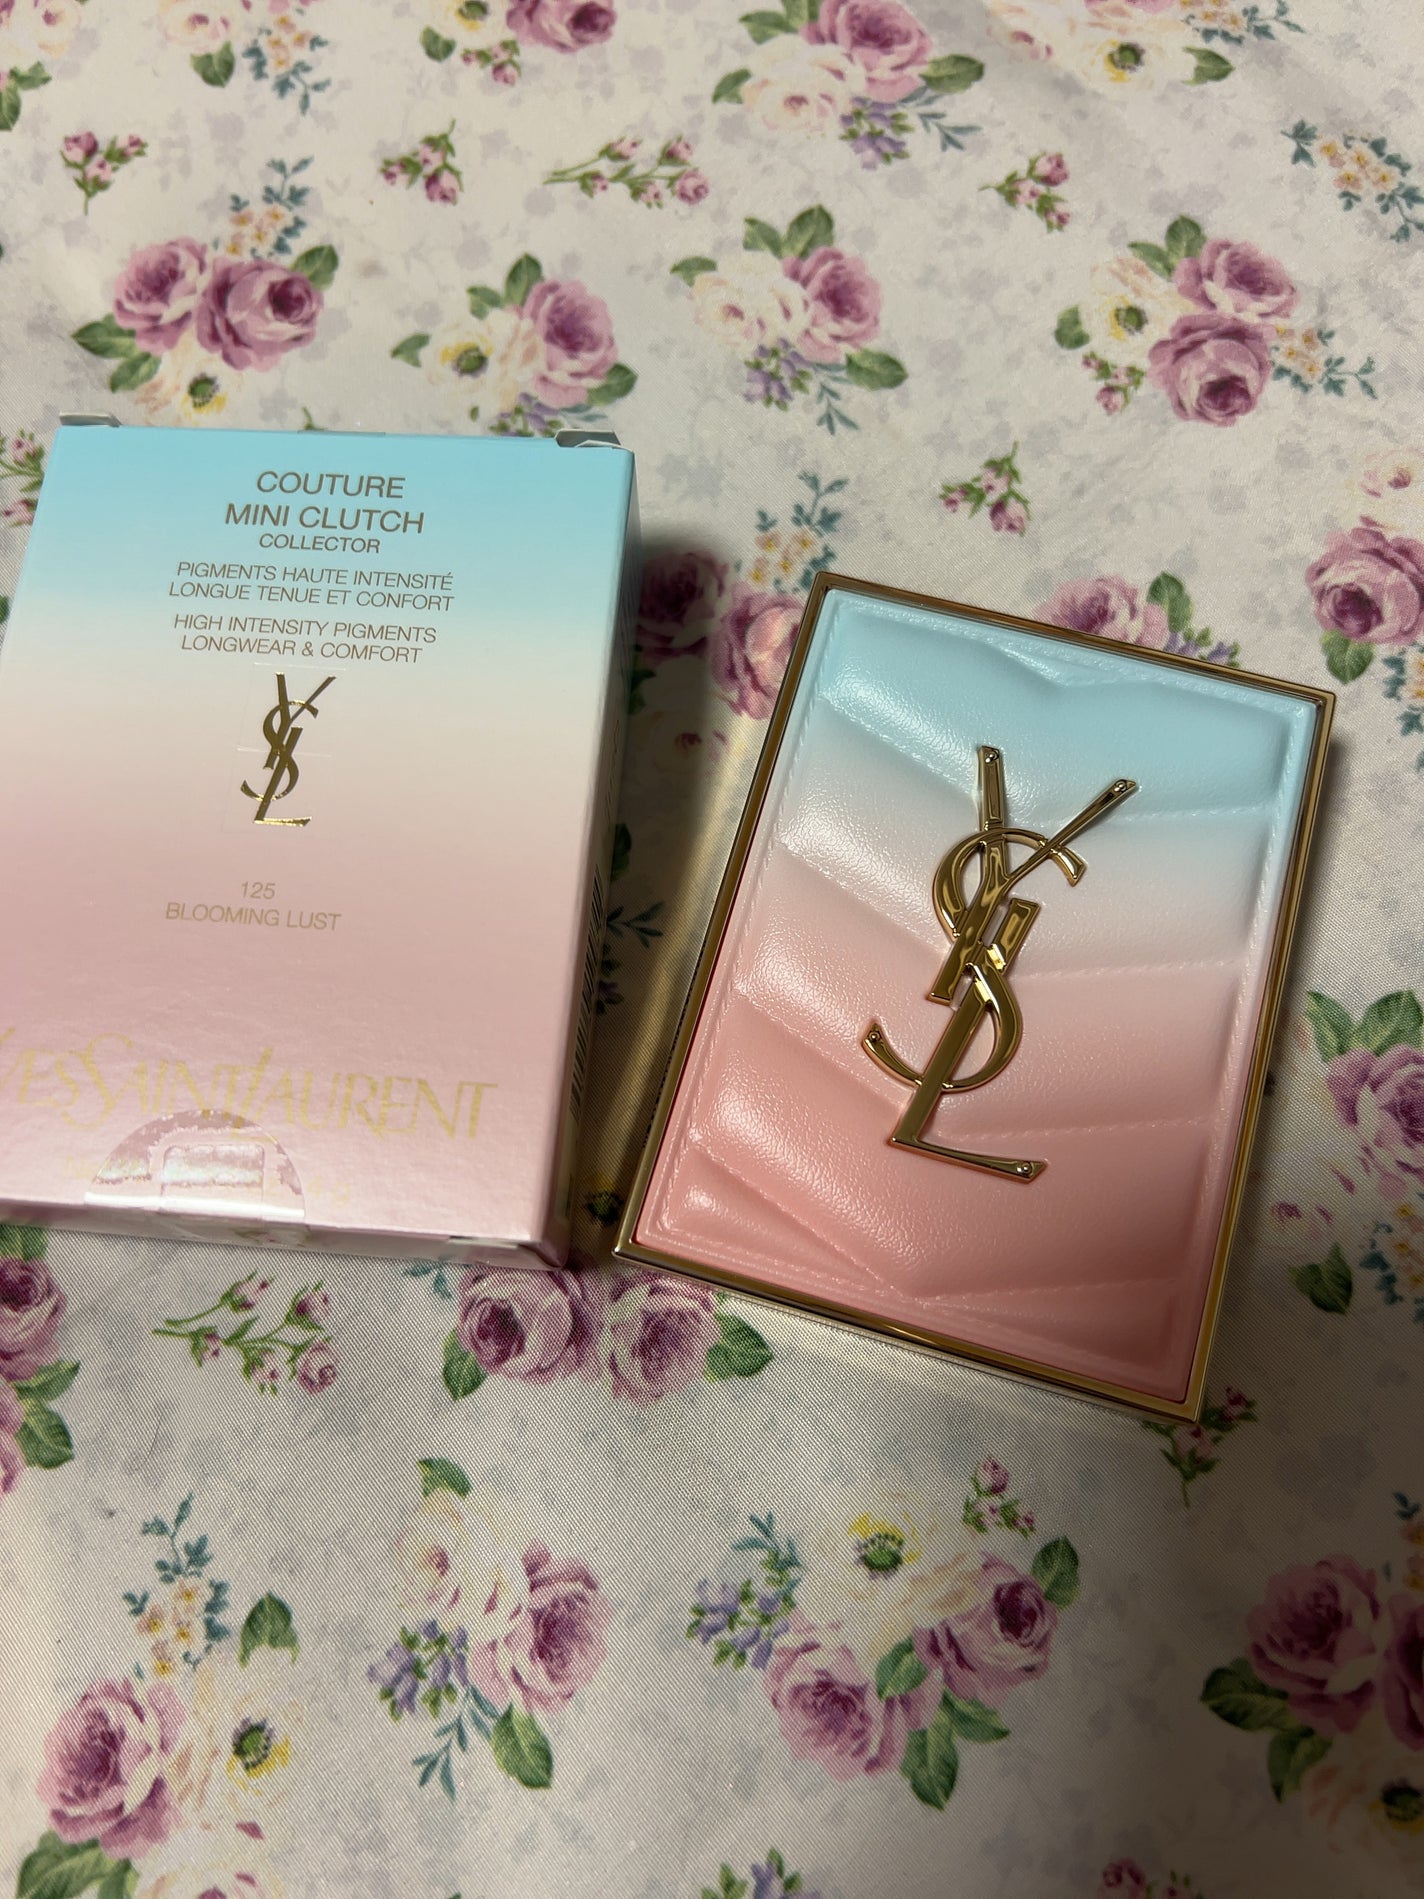 COUTURE
MINI CLUTCH
COLLECTOR
PIGMENTS HAUTE INTENSITÉ
LONGUE TENUE ET CONFORT
HIGH INTENSITY PIGMENTS
LONGWEAR & COMFORT
YSL
125
BLOOMING LUST
YVESSAINTLAURENT
YSL